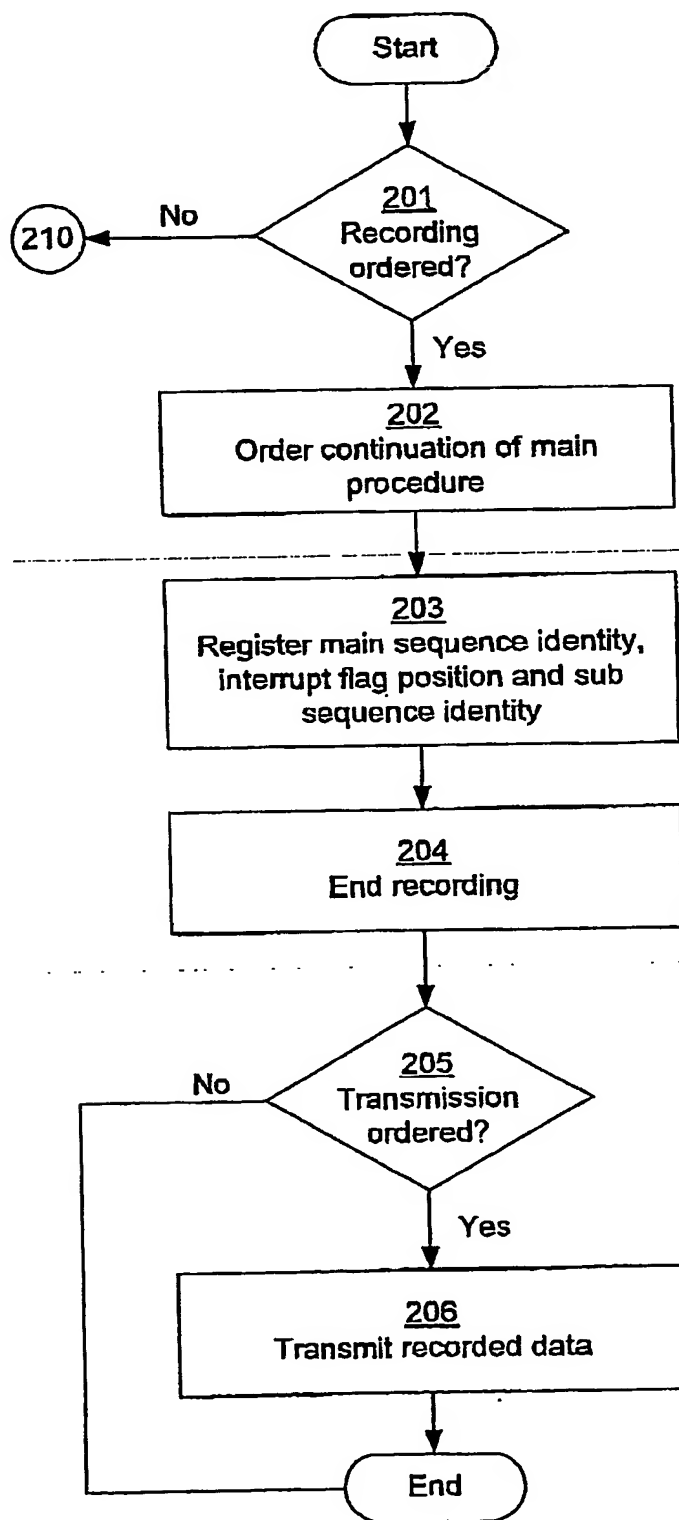 Start
201
Recording
ordered?
No
210
Yes
202
Order continuation of main
procedure
203
Register main sequence identity,
interrupt flag position and sub
sequence identity
204
End recording
205
Transmission
ordered?
No
Yes
206
Transmit recorded data
End